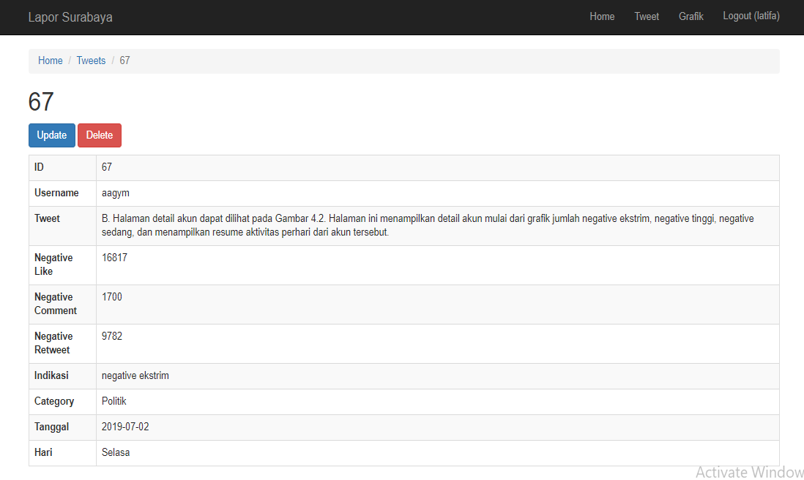 Lapor Surabaya Home Tweet Grafik Logout (latifa)
Home / Tweets / 67
67
Update Delete
ID 67
Username aagym
Tweet B. Halaman detail akun dapat dilihat pada Gambar 4.2. Halaman ini menampilkan detail akun mulai dari grafik jumlah negative ekstrim, negative tinggi, negative
sedang, dan menampilkan resume aktivitas perhari dari akun tersebut.
Negative 16817
Like
Negative 1700
Comment
Negative 9782
Retweet
Indikasi negative ekstrim
Category Politik
Tanggal 2019-07-02
Hari Selasa
Activate Window